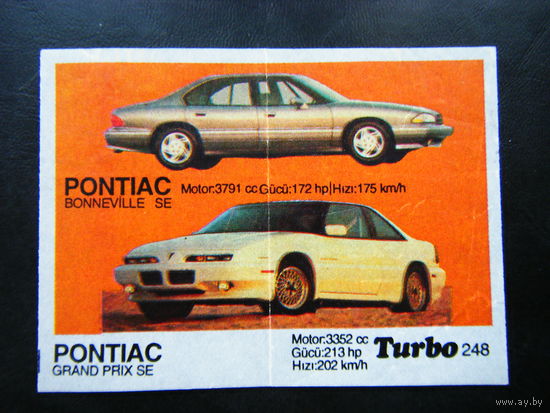 PONTIAC
BONNEVILLE SE
Motor:3791 cc Gücü:172 hp|Hızı:175 km/h
PONTIAC
GRAND PRIX SE
Motor:3352 cc
Gücü:213 hp
Hızı:202 km/h
Turbo 248
www.ay.by